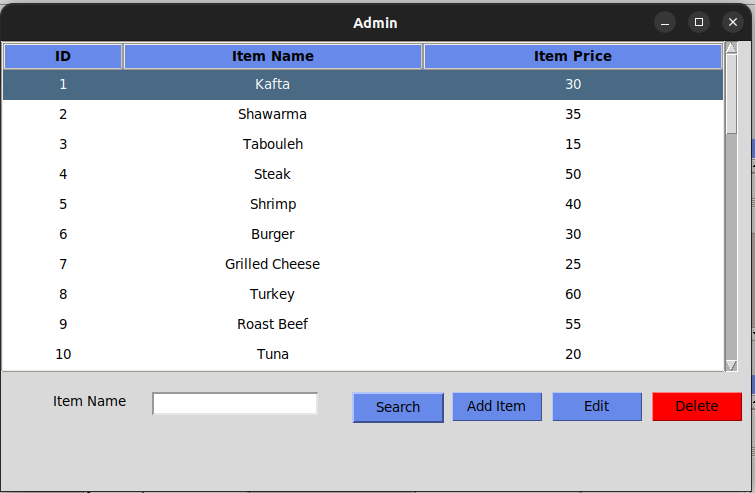 Admin
ID Item Name Item Price
1 Kafta 30
2 Shawarma 35
3 Tabouleh 15
4 Steak 50
5 Shrimp 40
6 Burger 30
7 Grilled Cheese 25
8 Turkey 60
9 Roast Beef 55
10 Tuna 20
Item Name Search Add Item Edit Delete